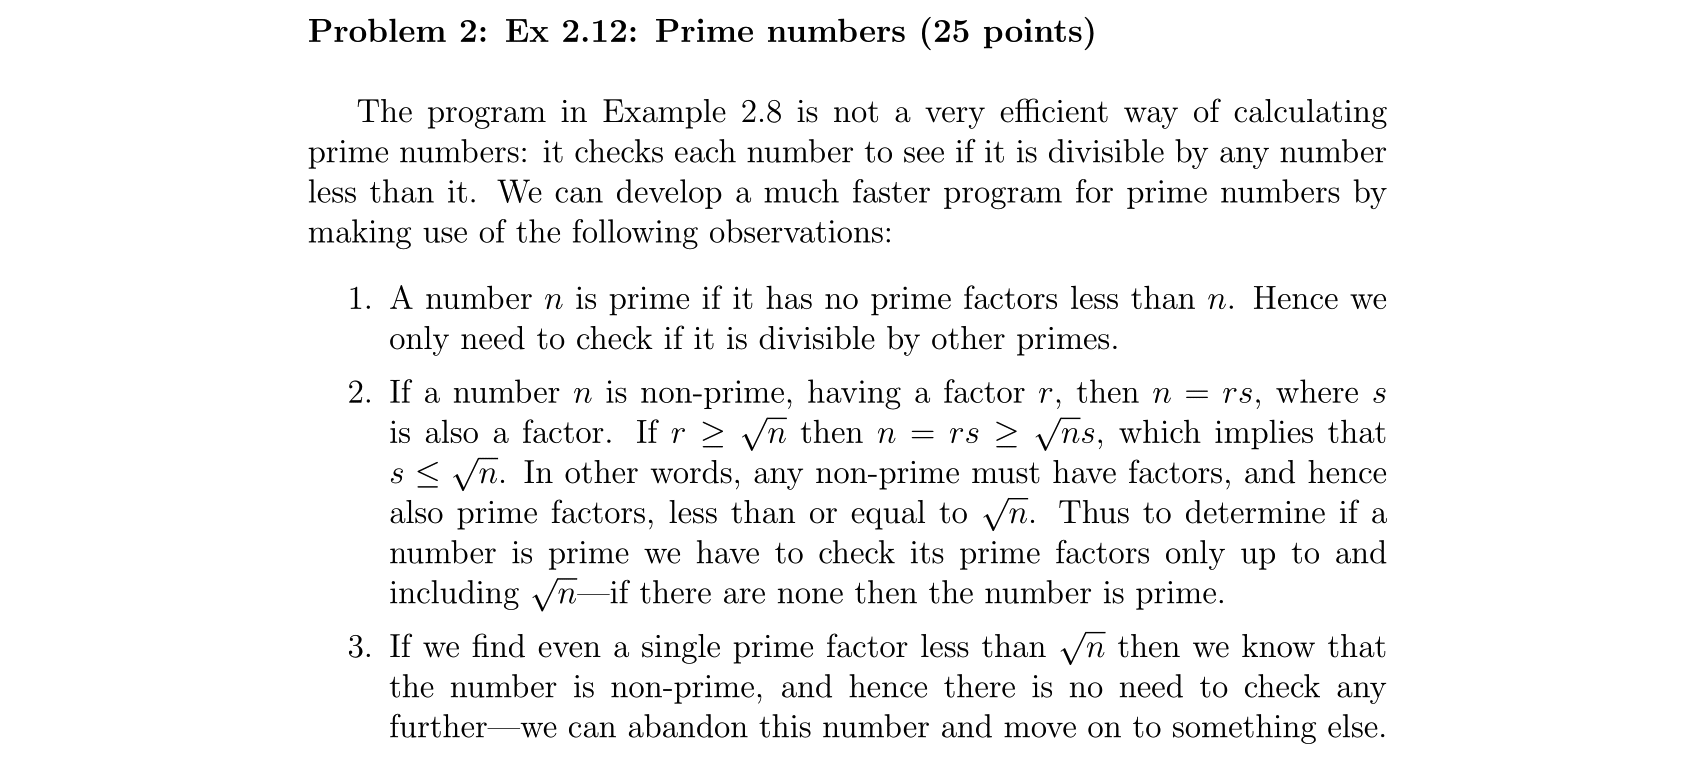 Problem 2: Ex 2.12: Prime numbers (25 points)
The program in Example 2.8 is not a very efficient way of calculating
prime numbers: it checks each number to see if it is divisible by any number
less than it. We can develop a much faster program for prime numbers by
making use of the following observations:
1. A number n is prime if it has no prime factors less than n. Hence we
only need to check if it is divisible by other primes.
2. If a number n is non-prime, having a factor r, then n = rs, where s
is also a factor. If r ≥ √n then n = rs ≥ √ns, which implies that
s ≤ √n. In other words, any non-prime must have factors, and hence
also prime factors, less than or equal to √n. Thus to determine if a
number is prime we have to check its prime factors only up to and
including √n—if there are none then the number is prime.
3. If we find even a single prime factor less than √n then we know that
the number is non-prime, and hence there is no need to check any
further—we can abandon this number and move on to something else.